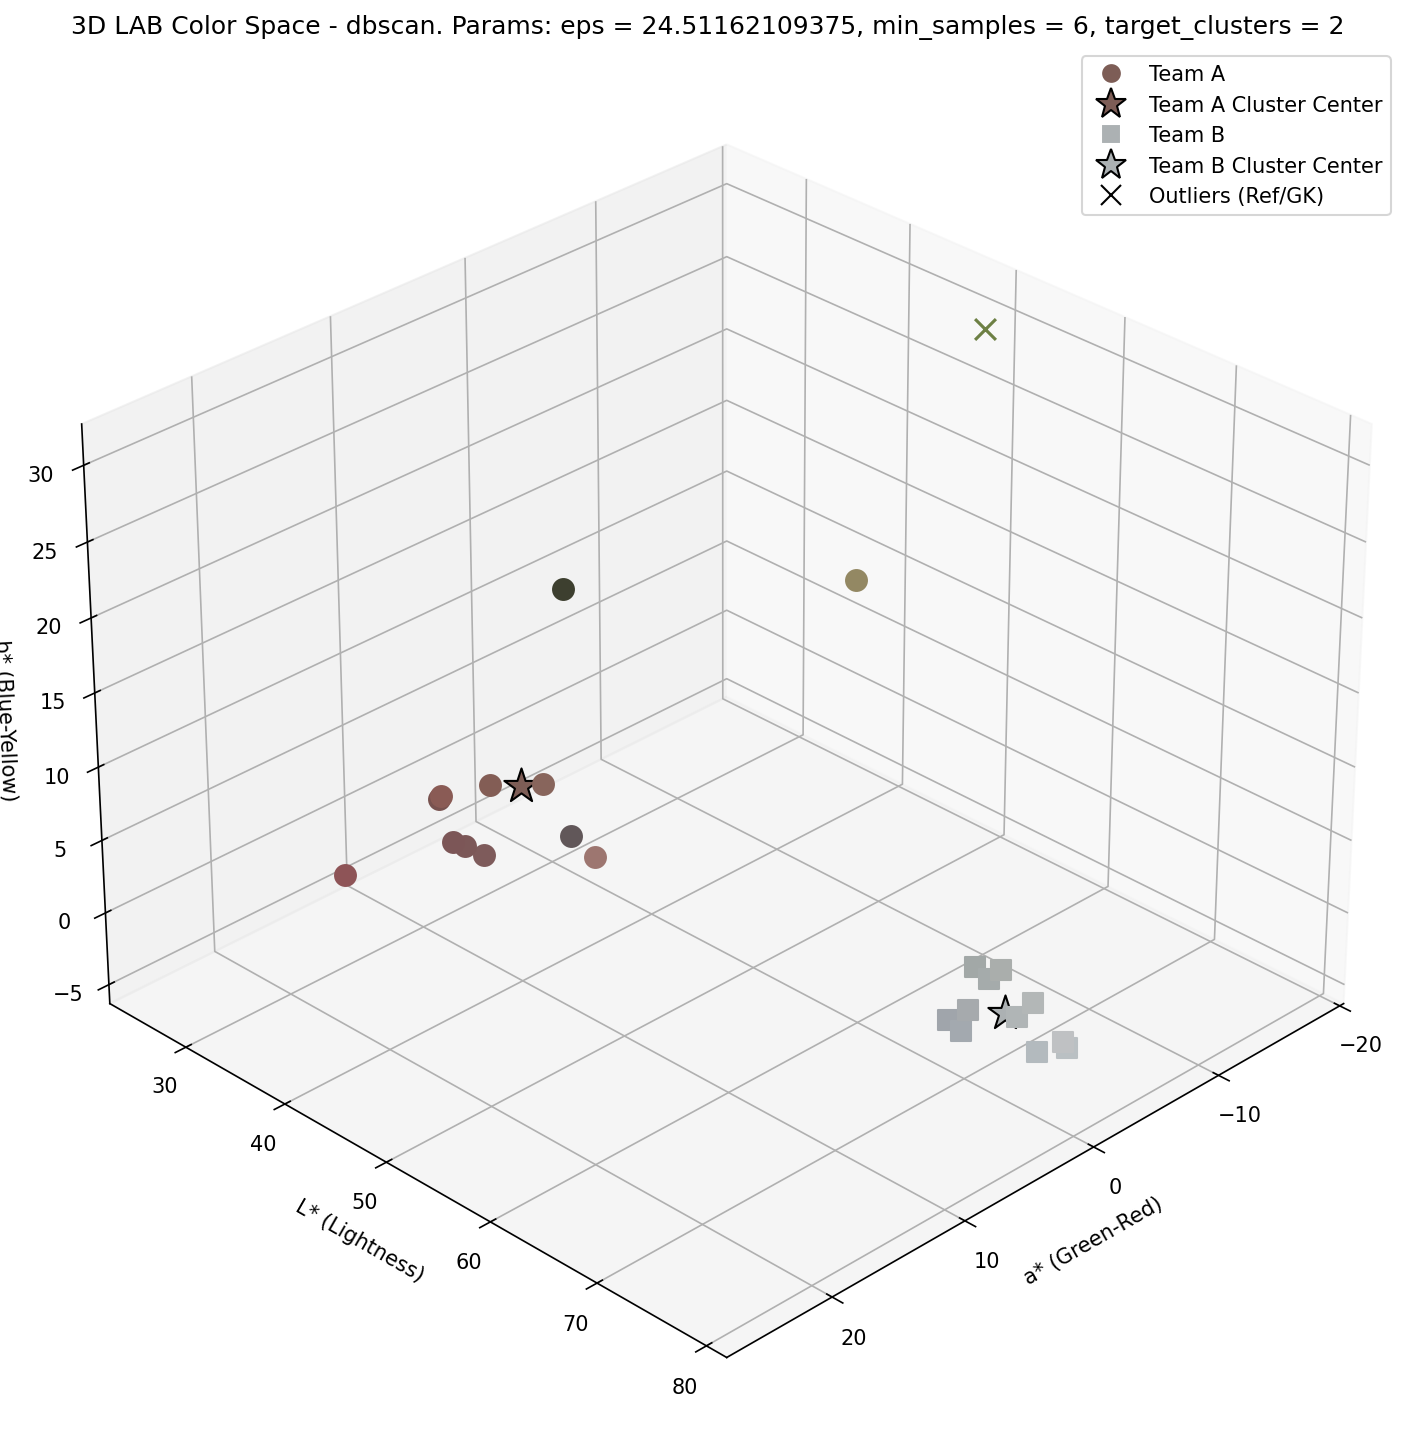 3D LAB Color Space - dbscan. Params: eps = 24.51162109375, min_samples = 6, target_clusters = 2
Team A
Team A Cluster Center
Team B
Team B Cluster Center
Outliers (Ref/GK)
30
25
20
15
10
5
0
−5
b* (Blue-Yellow)
30
40
50
60
70
80
L* (Lightness)
−20
−10
0
10
20
a* (Green-Red)